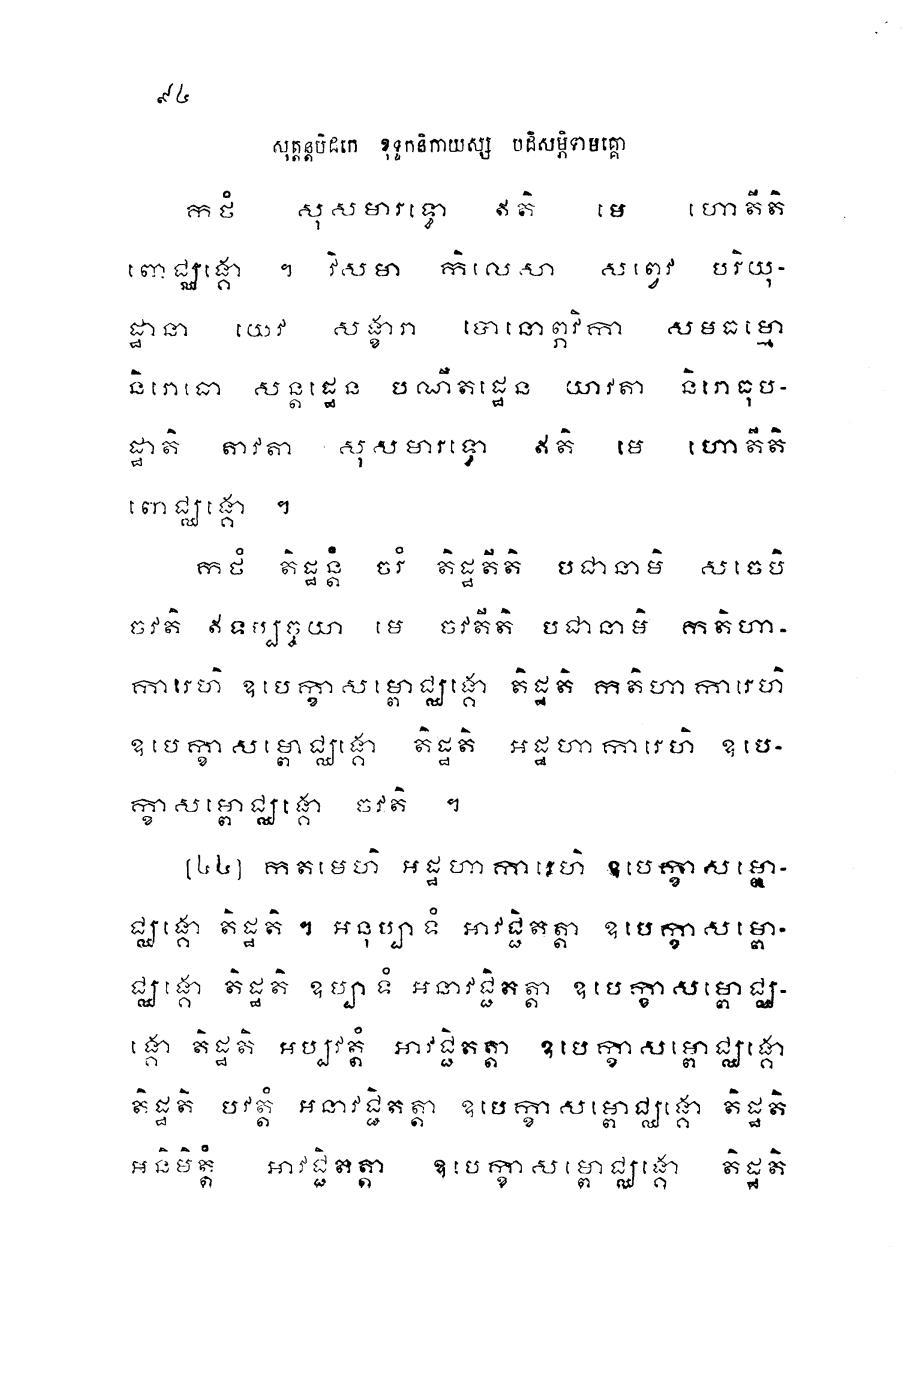 ៩៤
សុត្តន្តបិដកេ ខុទ្ទកនិកាយស្ស បដិសម្ភិទាមគ្គោ
កថំ សុសមារទ្ធោ ឥតិ មេ ហោតីតិ
ពោជ្ឈង្គោ ។ វិសមា កិលេសា សព្វេវ បរិយុ-
ដ្ឋានា យេវ សង្ខារា ទោនោព្ភវិកា សមធម្មោ
និរោធោ សន្តដ្ឋេន បណីតដ្ឋេន យាវតា និរោធុប-
ដ្ឋាតិ តាវតា សុសមារទ្ធោ ឥតិ មេ ហោតីតិ
ពោជ្ឈង្គោ ។
កថំ តិដ្ឋន្តំ ចរំ តិដ្ឋតីតិ បជានាមិ សចេបិ
ចវតិ ឥទប្បច្ចយា មេ ចវតីតិ បជានាមិ កតិហា-
ការេហិ ឧបេក្ខាសម្ពោជ្ឈង្គោ តិដ្ឋតិ កតិហាការេហិ
ឧបេក្ខាសម្ពោជ្ឈង្គោ តិដ្ឋតិ អដ្ឋហាការេហិ ឧបេ-
ក្ខាសម្ពោជ្ឈង្គោ ចវតិ ។
(៤៤) កតមេហិ អដ្ឋហាការេហិ ឧបេក្ខាសម្ពោ-
ជ្ឈង្គោ តិដ្ឋតិ ។ អនុប្បាទំ អាវជ្ជិតត្តា ឧបេក្ខាសម្ពោ-
ជ្ឈង្គោ តិដ្ឋតិ ឧប្បាទំ អនាវជ្ជិតត្តា ឧបេក្ខាសម្ពោជ្ឈ-
ង្គោ តិដ្ឋតិ អប្បវត្តំ អាវជ្ជិតត្តា ឧបេក្ខាសម្ពោជ្ឈង្គោ
តិដ្ឋតិ បវត្តំ អនាវជ្ជិតត្តា ឧបេក្ខាសម្ពោជ្ឈង្គោ តិដ្ឋតិ
អនិមិត្តំ អាវជ្ជិតត្តា ឧបេក្ខាសម្ពោជ្ឈង្គោ តិដ្ឋតិ